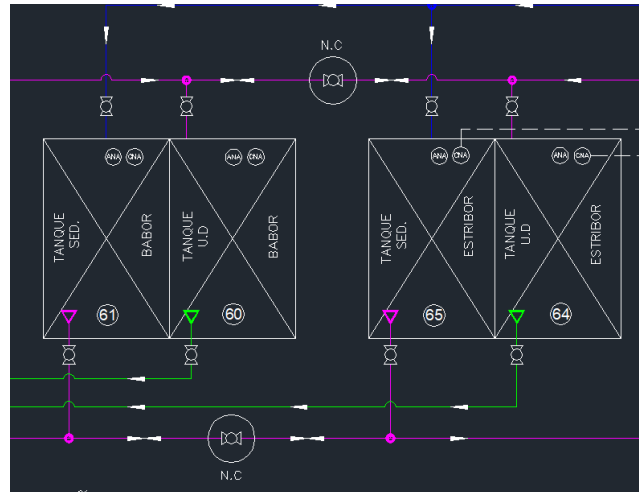 N.C
ANA CNA
ANA CNA
ANA CNA
ANA CNA
TANQUE
SED.
BABOR
TANQUE
U.D
BABOR
TANQUE
SED.
ESTRIBOR
TANQUE
U.D
ESTRIBOR
61
60
65
64
N.C